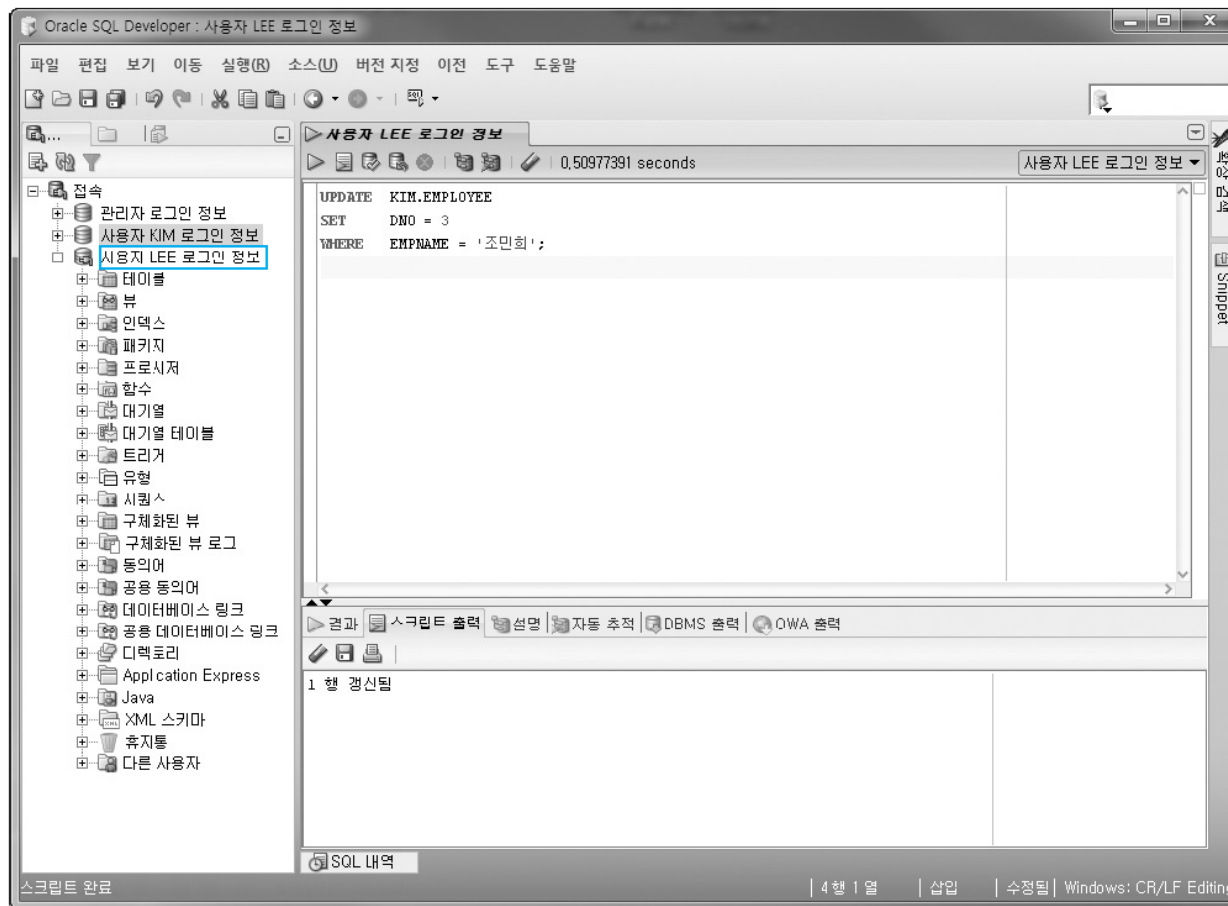 Oracle SQL Developer : 사용자 LEE 로그인 정보
파일 편집 보기 이동 실행(R) 소스(U) 버전 지정 이전 도구 도움말
사용자 LEE 로그인 정보
0,50977391 seconds
사용자 LEE 로그인 정보
접속
관리자 로그인 정보
사용자 KIM 로그인 정보
사용자 LEE 로그인 정보
테이블
뷰
인덱스
패키지
프로시저
함수
대기열
대기열 테이블
트리거
유형
시퀀스
구체화된 뷰
구체화된 뷰 로그
동의어
공용 동의어
데이터베이스 링크
공용 데이터베이스 링크
디렉토리
Application Express
Java
XML 스키마
휴지통
다른 사용자
UPDATE KIM.EMPLOYEE
SET DNO = 3
WHERE EMPNAME = '조민희';
Snippet
결과 스크립트 출력 설명 자동 추적 DBMS 출력 OWA 출력
1 행 갱신됨
SQL 내역
스크립트 완료
4행 1열 삽입 수정됨 Windows: CR/LF Editing